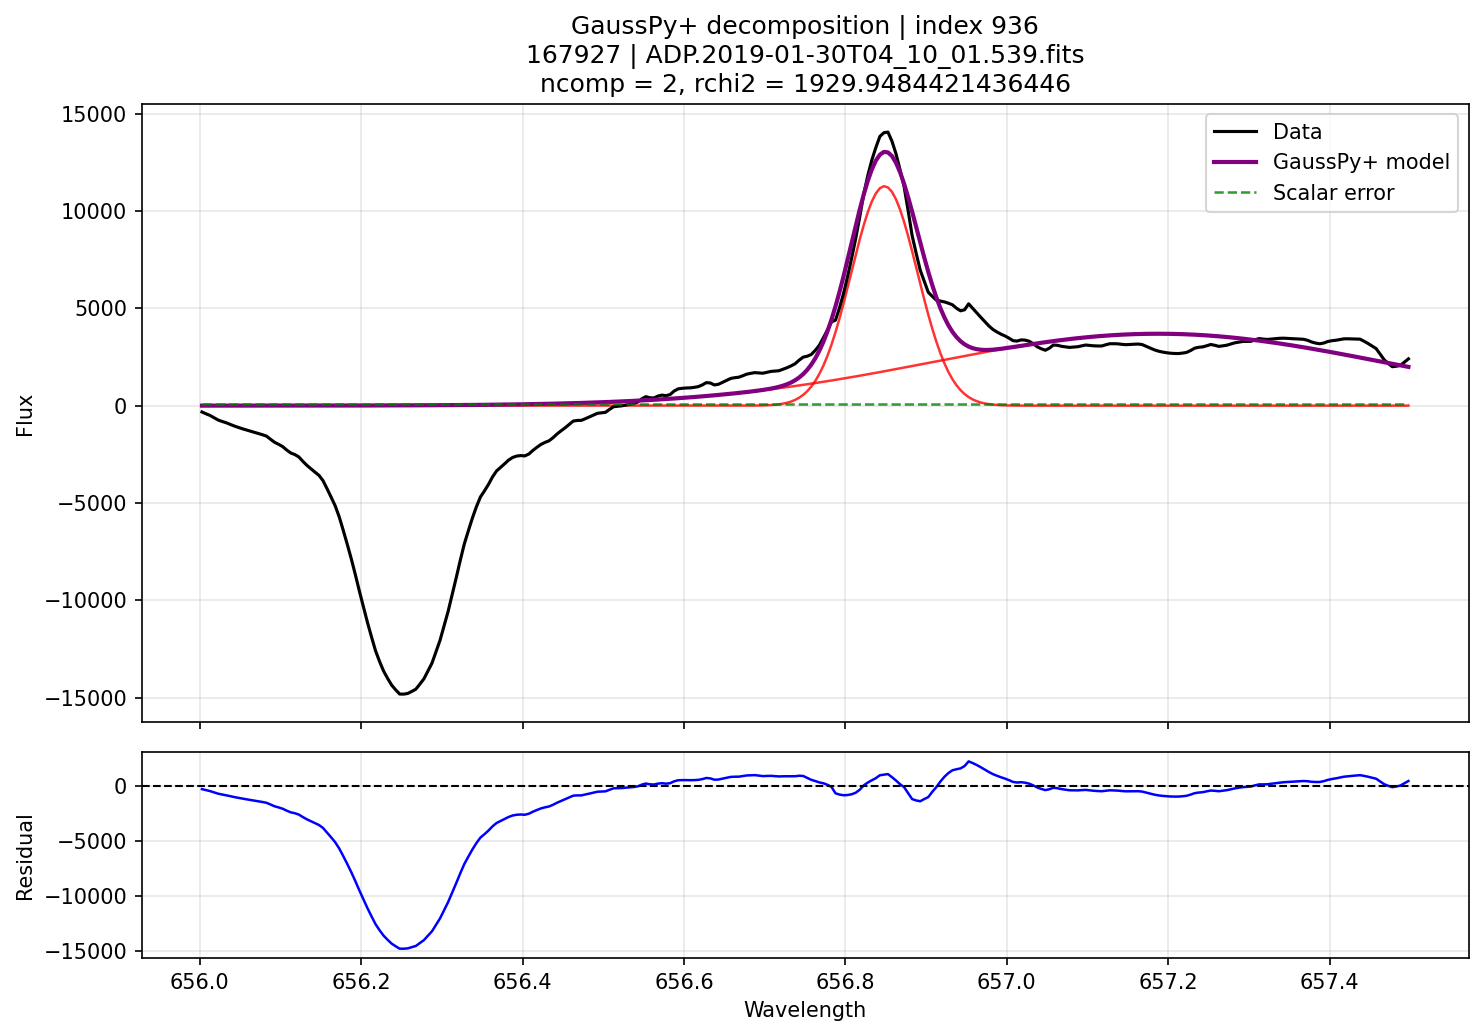 GaussPy+ decomposition | index 936
167927 | ADP.2019-01-30T04_10_01.539.fits
ncomp = 2, rchi2 = 1929.9484421436446
Data
GaussPy+ model
Scalar error
15000
10000
5000
0
−5000
−10000
−15000
Flux
0
−5000
−10000
−15000
Residual
656.0
656.2
656.4
656.6
656.8
657.0
657.2
657.4
Wavelength